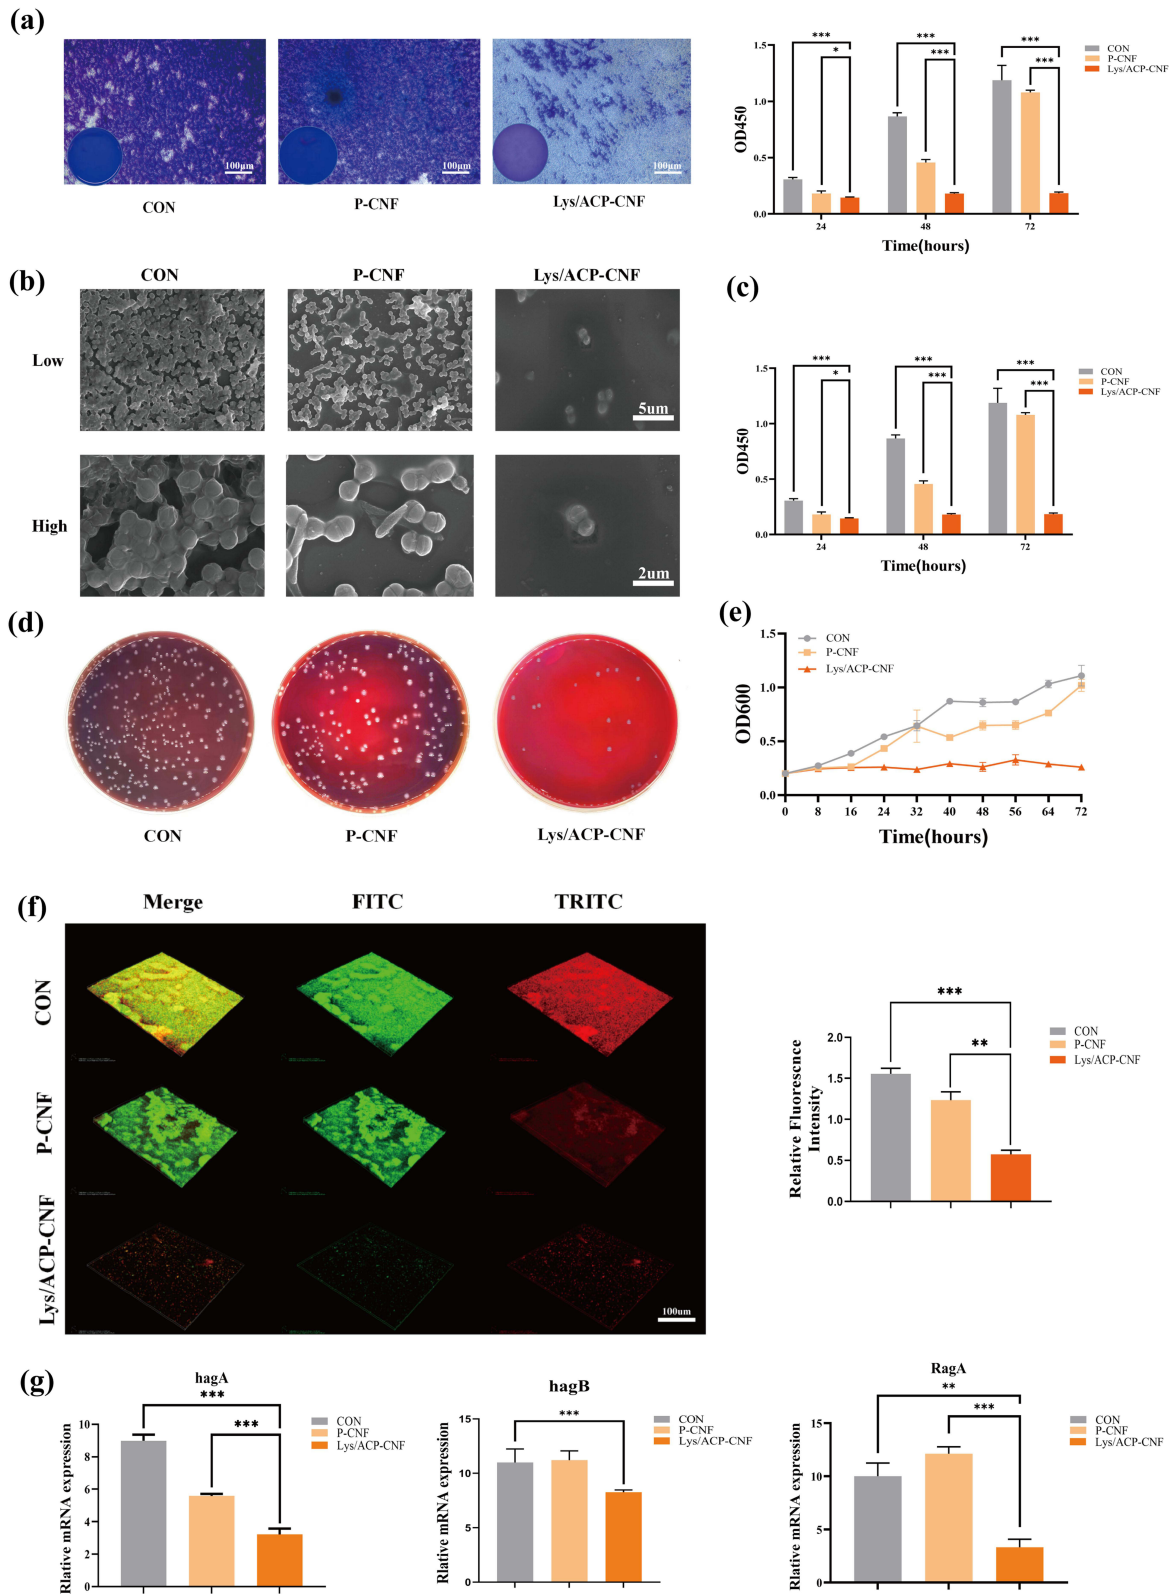 (a)
100μm
100μm
100μm
CON
P-CNF
Lys/ACP-CNF
OD450
1.5
1.0
0.5
0.0
***
*
***
***
***
***
24
48
72
Time(hours)
CON
P-CNF
Lys/ACP-CNF
(b)
CON
P-CNF
Lys/ACP-CNF
Low
5um
High
2um
(c)
OD450
1.5
1.0
0.5
0.0
***
*
***
***
***
***
24
48
72
Time(hours)
CON
P-CNF
Lys/ACP-CNF
(d)
CON
P-CNF
Lys/ACP-CNF
(e)
OD600
1.5
1.0
0.5
0.0
CON
P-CNF
Lys/ACP-CNF
0 8 16 24 32 40 48 56 64 72
Time(hours)
(f)
Merge
FITC
TRITC
CON
P-CNF
Lys/ACP-CNF
100um
Relative Fluorescnce
Intensity
2.0
1.5
1.0
0.5
0.0
***
**
CON
P-CNF
Lys/ACP-CNF
(g)
hagA
***
***
Rlative mRNA expression
10
8
6
4
2
0
CON
P-CNF
Lys/ACP-CNF
hagB
***
Rlative mRNA expression
15
10
5
0
CON
P-CNF
Lys/ACP-CNF
RagA
**
***
Rlative mRNA expression
15
10
5
0
CON
P-CNF
Lys/ACP-CNF